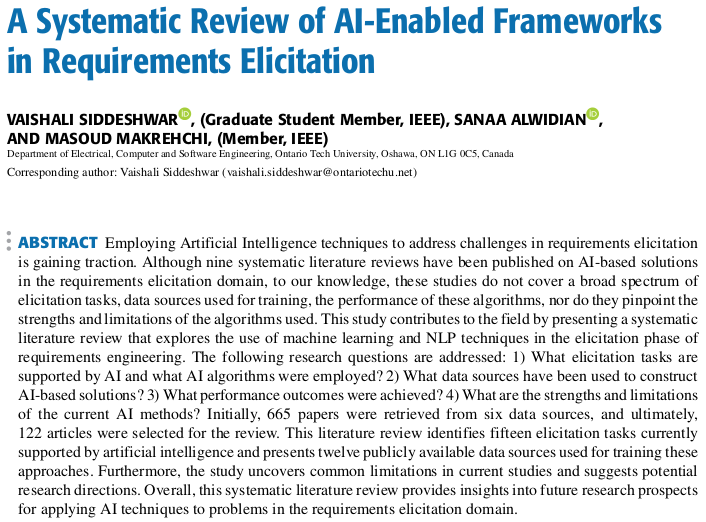 A Systematic Review of AI-Enabled Frameworks
in Requirements Elicitation
VAISHALI SIDDESHWAR, (Graduate Student Member, IEEE), SANAA ALWIDIAN,
AND MASOUD MAKREHCHI, (Member, IEEE)
Department of Electrical, Computer and Software Engineering, Ontario Tech University, Oshawa, ON L1G 0C5, Canada
Corresponding author: Vaishali Siddeshwar (vaishali.siddeshwar@ontariotechu.net)
ABSTRACT Employing Artificial Intelligence techniques to address challenges in requirements elicitation
is gaining traction. Although nine systematic literature reviews have been published on AI-based solutions
in the requirements elicitation domain, to our knowledge, these studies do not cover a broad spectrum of
elicitation tasks, data sources used for training, the performance of these algorithms, nor do they pinpoint the
strengths and limitations of the algorithms used. This study contributes to the field by presenting a systematic
literature review that explores the use of machine learning and NLP techniques in the elicitation phase of
requirements engineering. The following research questions are addressed: 1) What elicitation tasks are
supported by AI and what AI algorithms were employed? 2) What data sources have been used to construct
AI-based solutions? 3) What performance outcomes were achieved? 4) What are the strengths and limitations
of the current AI methods? Initially, 665 papers were retrieved from six data sources, and ultimately,
122 articles were selected for the review. This literature review identifies fifteen elicitation tasks currently
supported by artificial intelligence and presents twelve publicly available data sources used for training these
approaches. Furthermore, the study uncovers common limitations in current studies and suggests potential
research directions. Overall, this systematic literature review provides insights into future research prospects
for applying AI techniques to problems in the requirements elicitation domain.